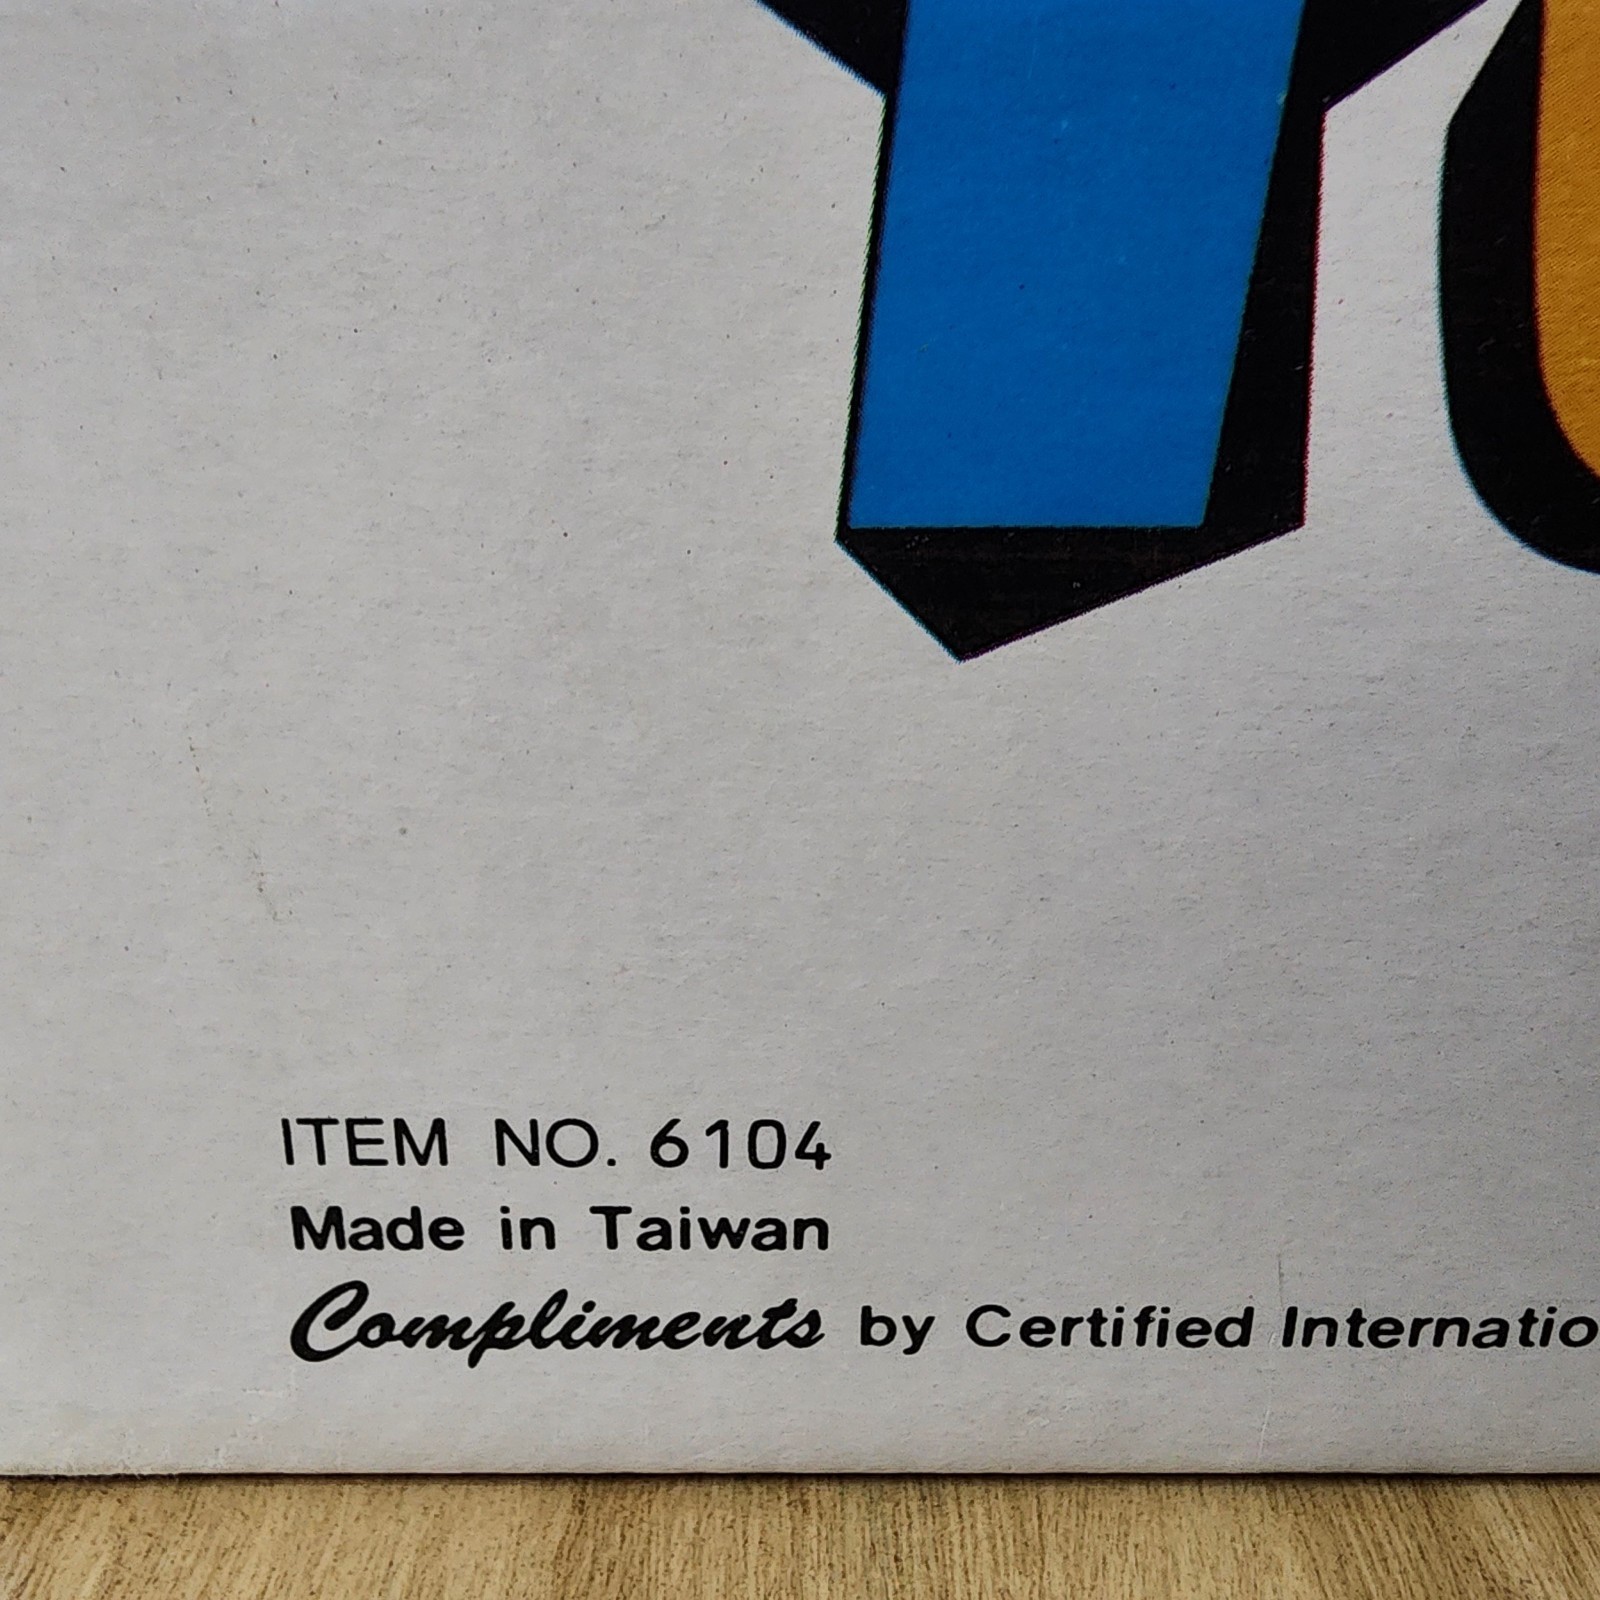 ITEM NO. 6104
Made in Taiwan
Compliments by Certified Internatio